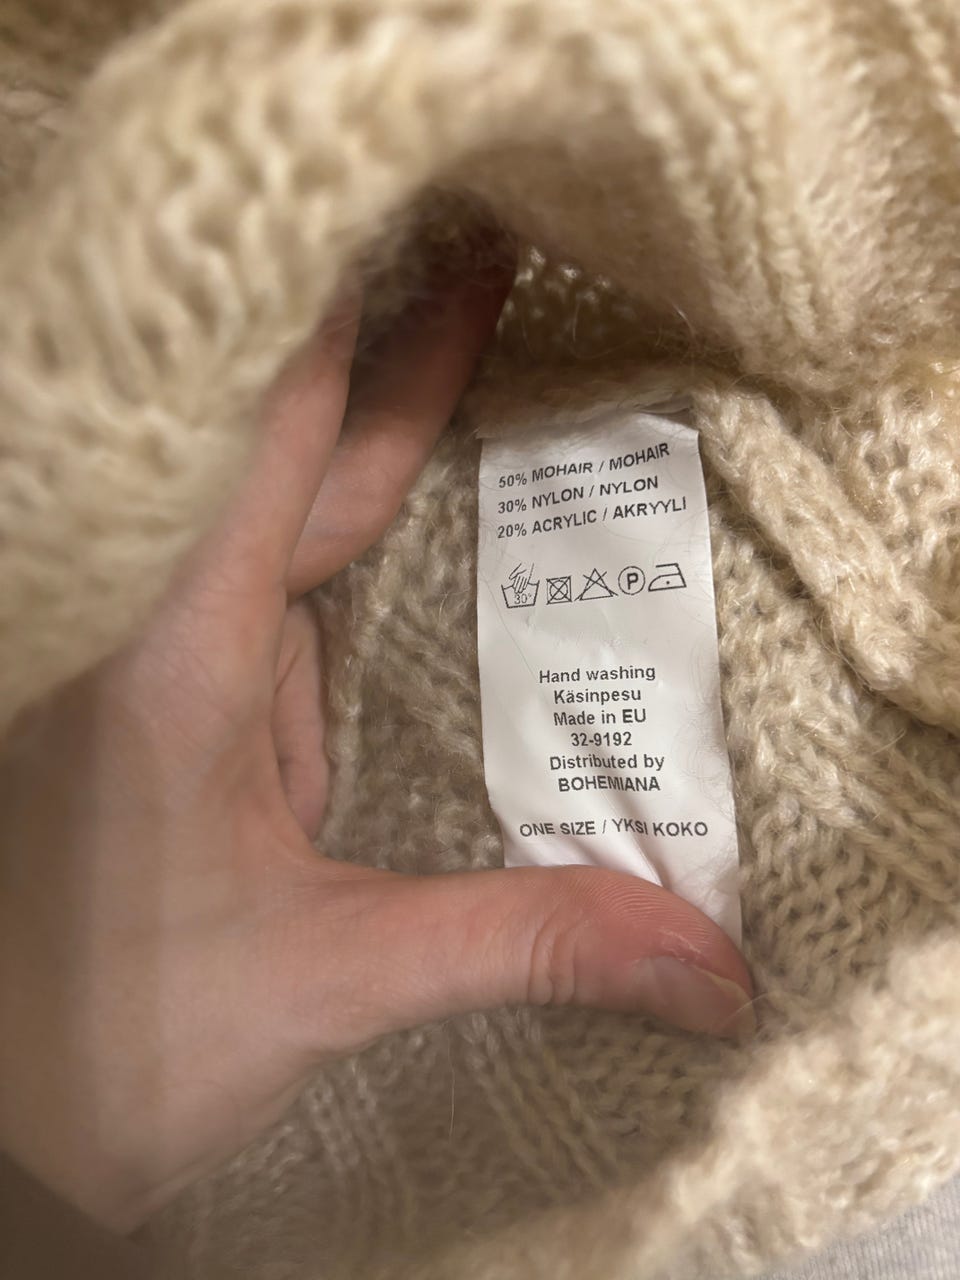 50% MOHAIR / MOHAIR
30% NYLON / NYLON
20% ACRYLIC / AKRYYLI
30° P
Hand washing
Käsinpesu
Made in EU
32-9192
Distributed by
BOHEMIANA
ONE SIZE / YKSI KOKO